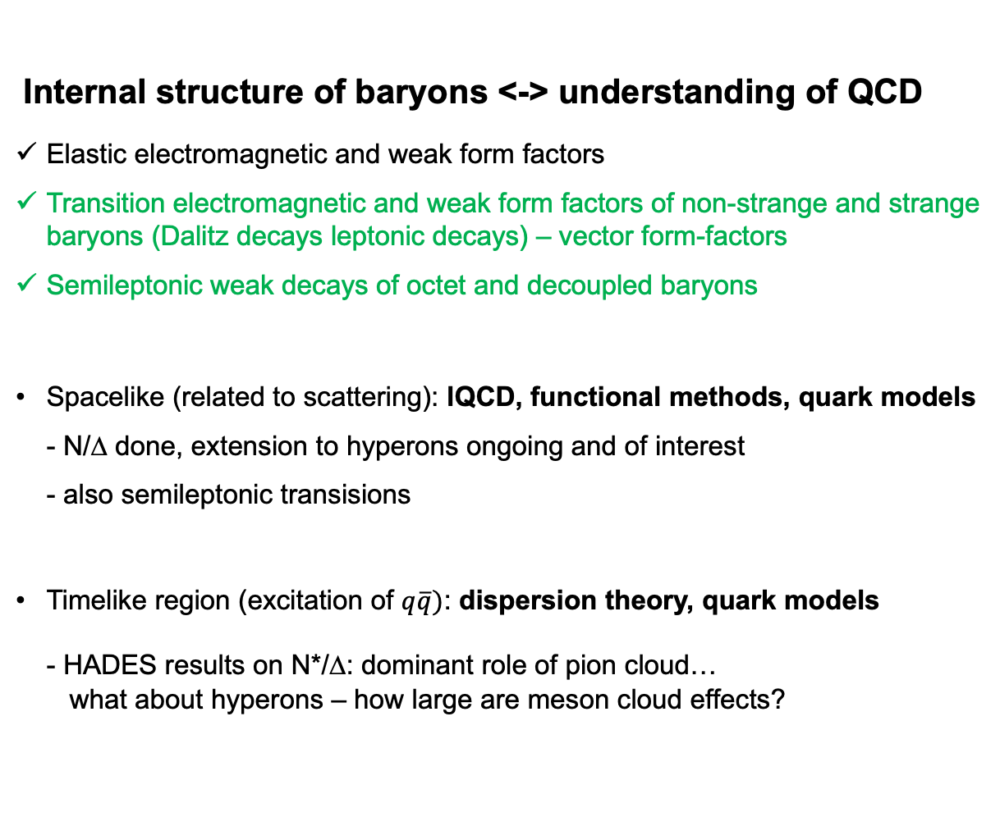 Internal structure of baryons <-> understanding of QCD
✓ Elastic electromagnetic and weak form factors
✓ Transition electromagnetic and weak form factors of non-strange and strange
baryons (Dalitz decays leptonic decays) – vector form-factors
✓ Semileptonic weak decays of octet and decoupled baryons
• Spacelike (related to scattering): lQCD, functional methods, quark models
- N/Δ done, extension to hyperons ongoing and of interest
- also semileptonic transisions
• Timelike region (excitation of qq̅): dispersion theory, quark models
- HADES results on N*/Δ: dominant role of pion cloud…
what about hyperons – how large are meson cloud effects?